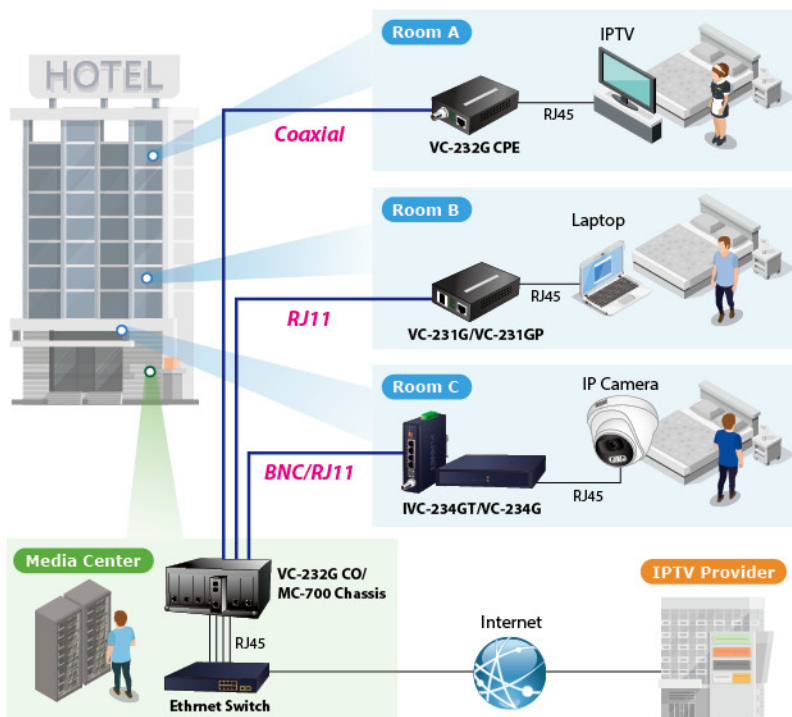 HOTEL
Room A
IPTV
RJ45
VC-232G CPE
Coaxial
Room B
Laptop
RJ45
VC-231G/VC-231GP
RJ11
Room C
IP Camera
PLANET
RJ45
IVC-234GT/VC-234G
BNC/RJ11
Media Center
VC-232G CO/
MC-700 Chassis
RJ45
Ethrnet Switch
Internet
IPTV Provider